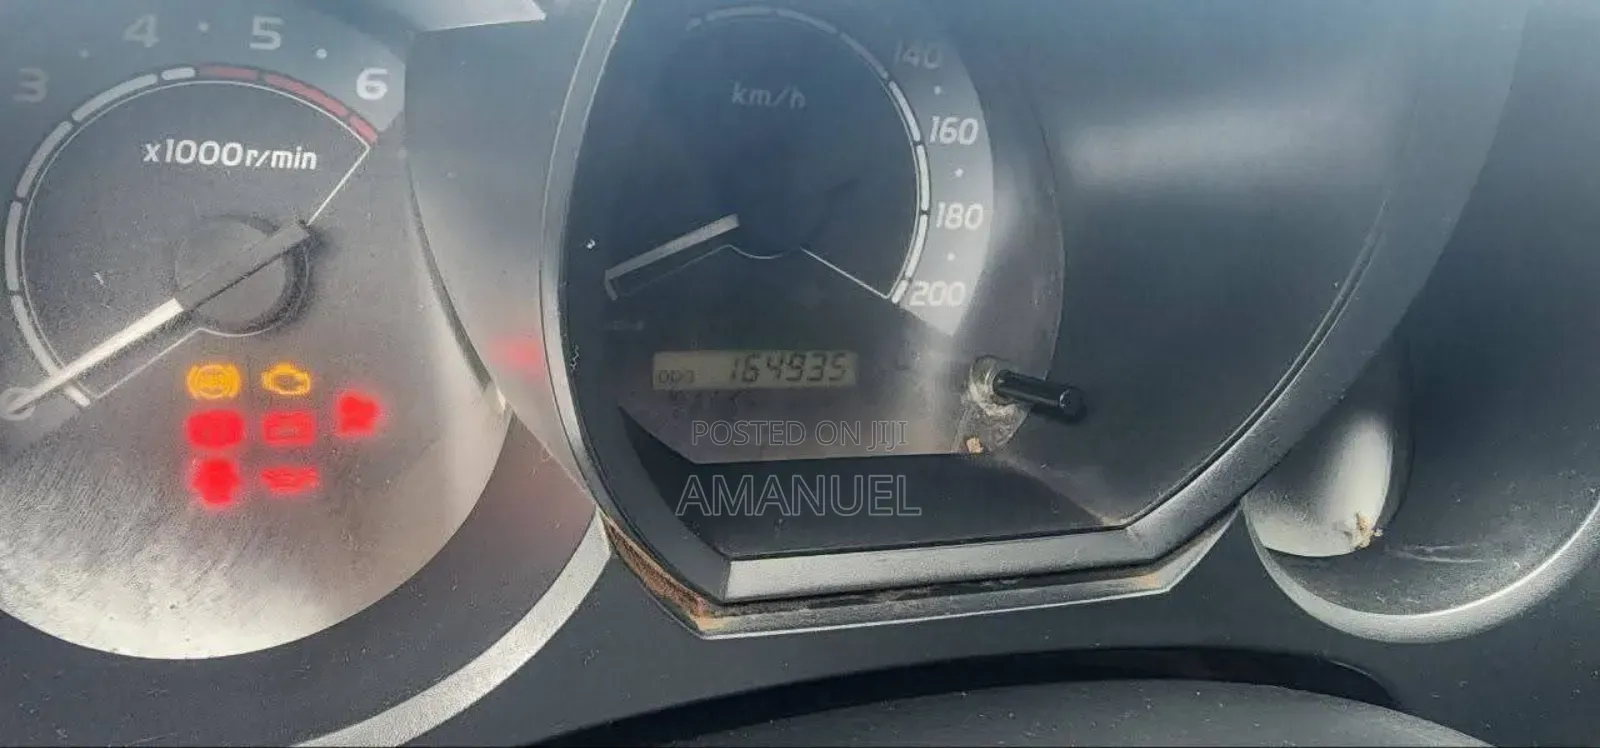 3 4 5 6
x1000r/min
km/h
140
160
180
200
ODO 164935
POSTED ON JIJI
AMANUEL